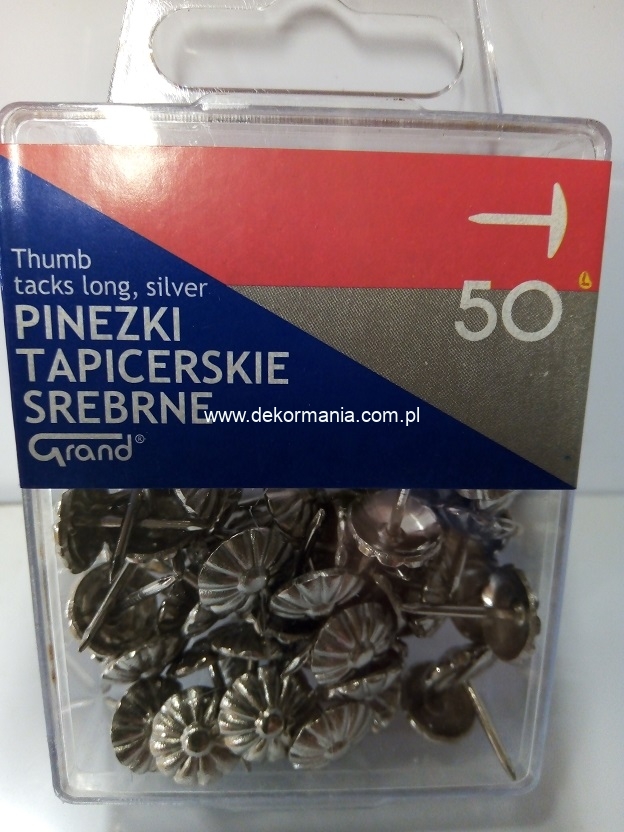 50
Thumb
tacks long, silver
PINEZKI
TAPICERSKIE
SREBRNE
www.dekormania.com.pl
Grand®